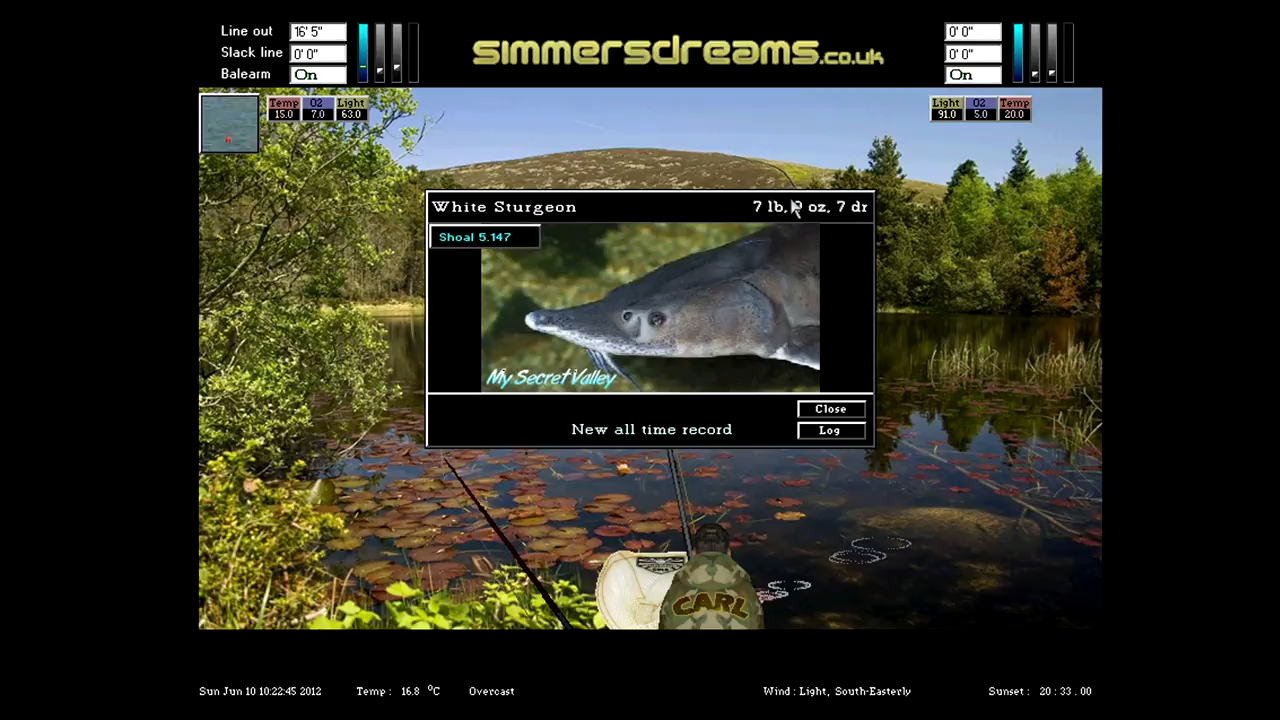 Line out 16' 5"
Slack line 0' 0"
Balearm On
simmersdreams.co.uk
0' 0"
0' 0"
On
Temp O2 Light
15.0 7.0 63.0
Light O2 Temp
91.0 5.0 20.0
White Sturgeon 7 lb, oz, 7 dr
Shoal 5.147
My Secret Valley
Close
New all time record
Log
CARL
Sun Jun 10 10:22:45 2012 Temp : 16.8 °C Overcast Wind : Light, South-Easterly Sunset : 20 : 33 . 00